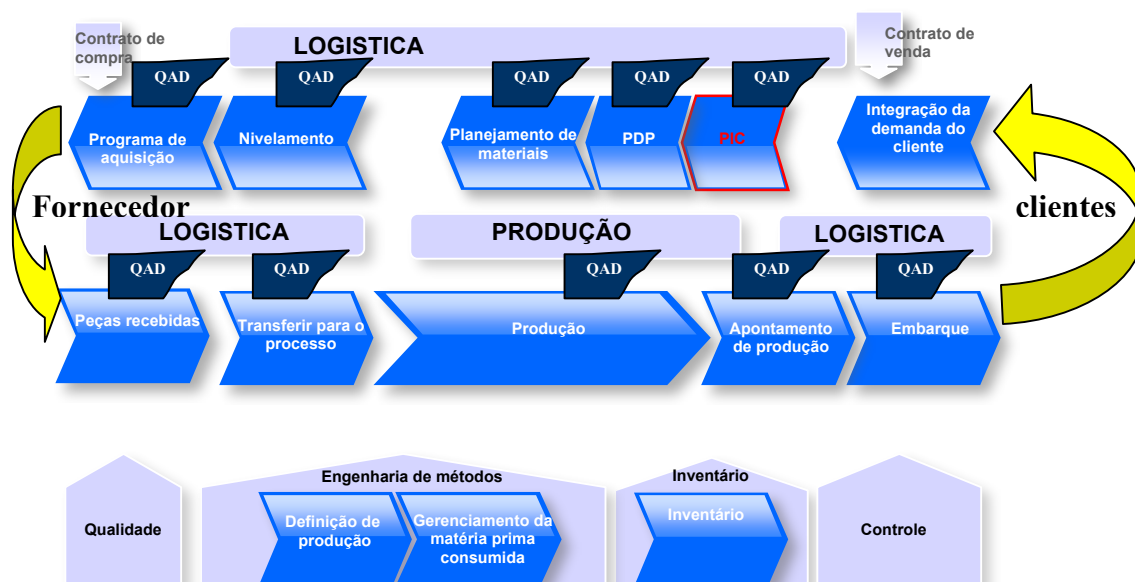 Contrato de
compra
LOGISTICA
Contrato de
venda
QAD
QAD
QAD
QAD
QAD
Programa de
aquisição
Nivelamento
Planejamento de
materiais
PDP
PIC
Integração da
demanda do
cliente
Fornecedor
clientes
LOGISTICA
PRODUÇÃO
LOGISTICA
QAD
QAD
QAD
QAD
QAD
Peças recebidas
Transferir para o
processo
Produção
Apontamento
de produção
Embarque
Qualidade
Engenharia de métodos
Definição de
produção
Gerenciamento da
matéria prima
consumida
Inventário
Inventário
Controle